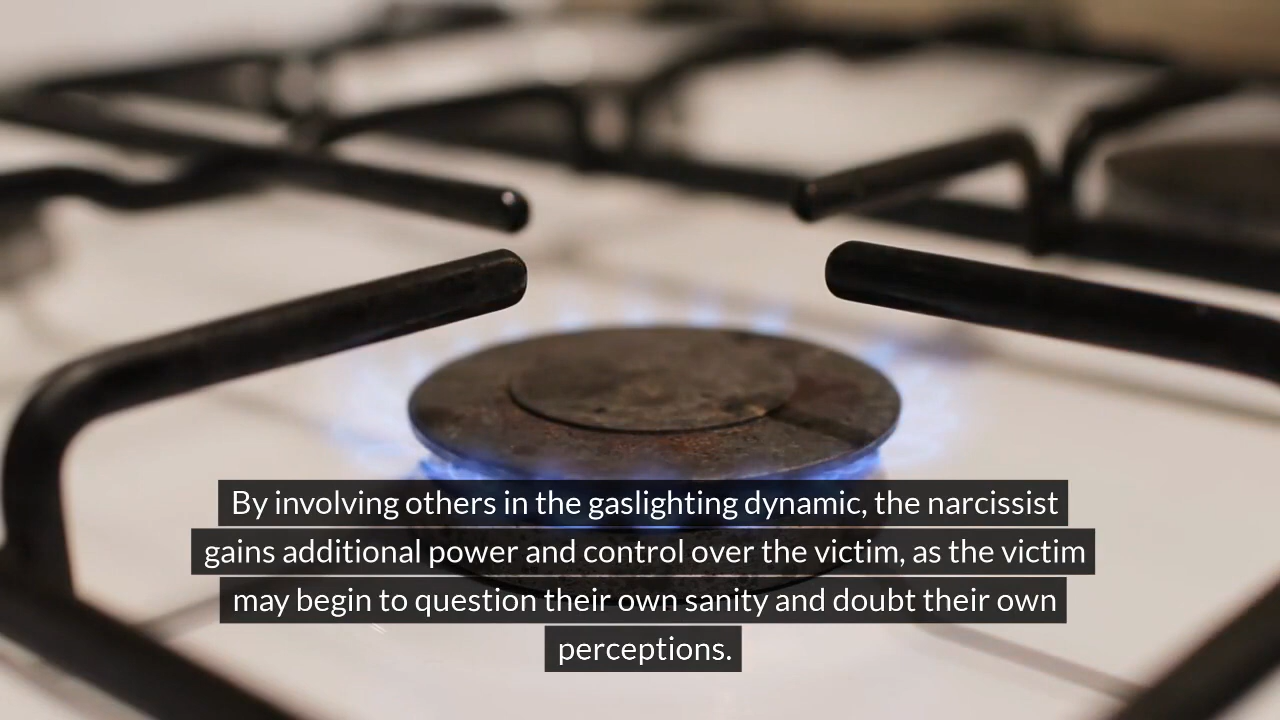 By involving others in the gaslighting dynamic, the narcissist
gains additional power and control over the victim, as the victim
may begin to question their own sanity and doubt their own
perceptions.